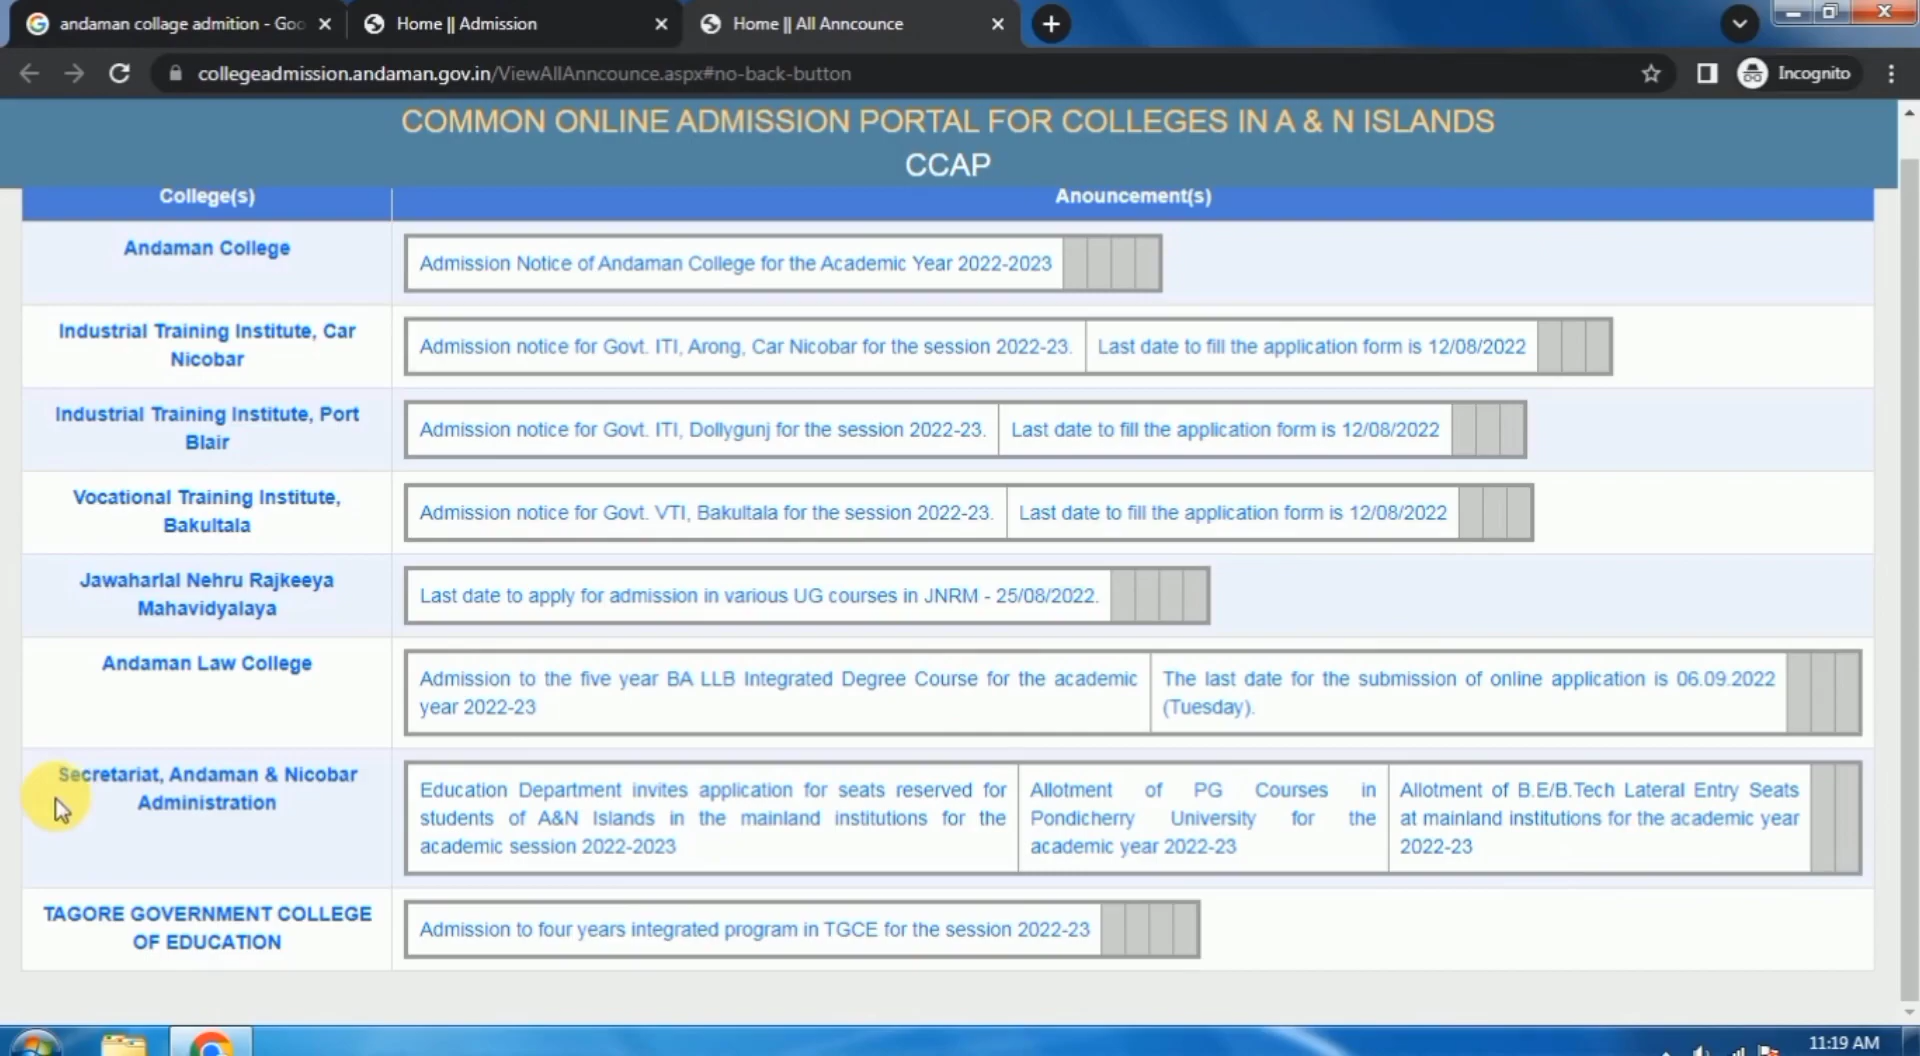 andaman collage admition - Goo
Home || Admission
Home || All Anncounce
collegeadmission.andaman.gov.in/ViewAllAnncounce.aspx#no-back-button
Incognito
COMMON ONLINE ADMISSION PORTAL FOR COLLEGES IN A & N ISLANDS
CCAP
College(s)
Anouncement(s)
Andaman College
Admission Notice of Andaman College for the Academic Year 2022-2023
Industrial Training Institute, Car
Nicobar
Admission notice for Govt. ITI, Arong, Car Nicobar for the session 2022-23.
Last date to fill the application form is 12/08/2022
Industrial Training Institute, Port
Blair
Admission notice for Govt. ITI, Dollygunj for the session 2022-23.
Last date to fill the application form is 12/08/2022
Vocational Training Institute,
Bakultala
Admission notice for Govt. VTI, Bakultala for the session 2022-23.
Last date to fill the application form is 12/08/2022
Jawaharlal Nehru Rajkeeya
Mahavidyalaya
Last date to apply for admission in various UG courses in JNRM - 25/08/2022.
Andaman Law College
Admission to the five year BA LLB Integrated Degree Course for the academic
year 2022-23
The last date for the submission of online application is 06.09.2022
(Tuesday).
Secretariat, Andaman & Nicobar
Administration
Education Department invites application for seats reserved for
students of A&N Islands in the mainland institutions for the
academic session 2022-2023
Allotment of PG Courses in
Pondicherry University for the
academic year 2022-23
Allotment of B.E/B.Tech Lateral Entry Seats
at mainland institutions for the academic year
2022-23
TAGORE GOVERNMENT COLLEGE
OF EDUCATION
Admission to four years integrated program in TGCE for the session 2022-23
11:19 AM